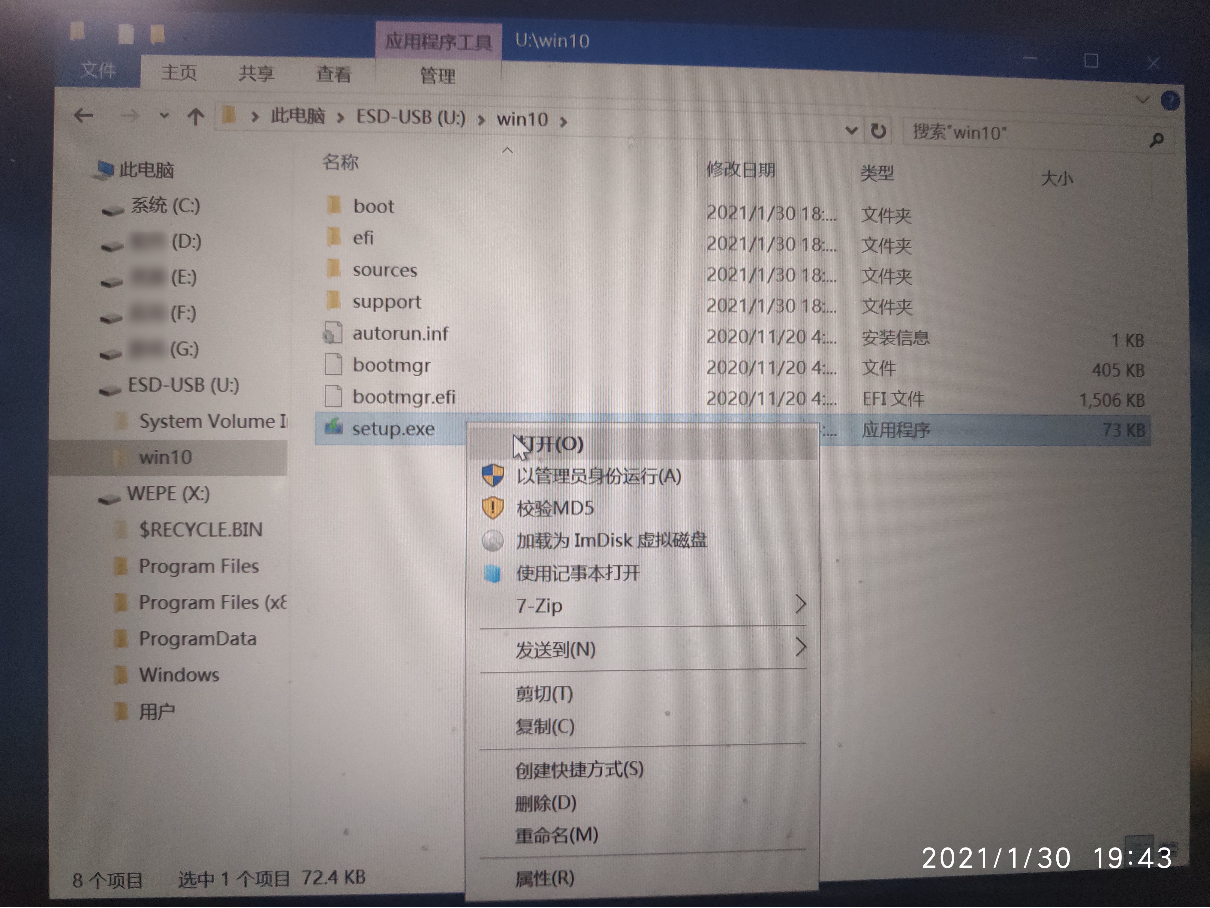 应用程序工具 U:\win10
文件 主页 共享 查看 管理
此电脑 ESD-USB (U:) win10 搜索"win10"
名称 修改日期 类型 大小
此电脑
系统 (C:)
(D:)
(E:)
(F:)
(G:)
ESD-USB (U:)
System Volume I
win10
WEPE (X:)
$RECYCLE.BIN
Program Files
Program Files (x8
ProgramData
Windows
用户
boot 2021/1/30 18:... 文件夹
efi 2021/1/30 18:... 文件夹
sources 2021/1/30 18:... 文件夹
support 2021/1/30 18:... 文件夹
autorun.inf 2020/11/20 4:... 安装信息 1 KB
bootmgr 2020/11/20 4:... 文件 405 KB
bootmgr.efi 2020/11/20 4:... EFI 文件 1,506 KB
setup.exe :... 应用程序 73 KB
打开(O)
以管理员身份运行(A)
校验MD5
加载为 ImDisk 虚拟磁盘
使用记事本打开
7-Zip
发送到(N)
剪切(T)
复制(C)
创建快捷方式(S)
删除(D)
重命名(M)
属性(R)
8 个项目 选中 1 个项目 72.4 KB
2021/1/30 19:43